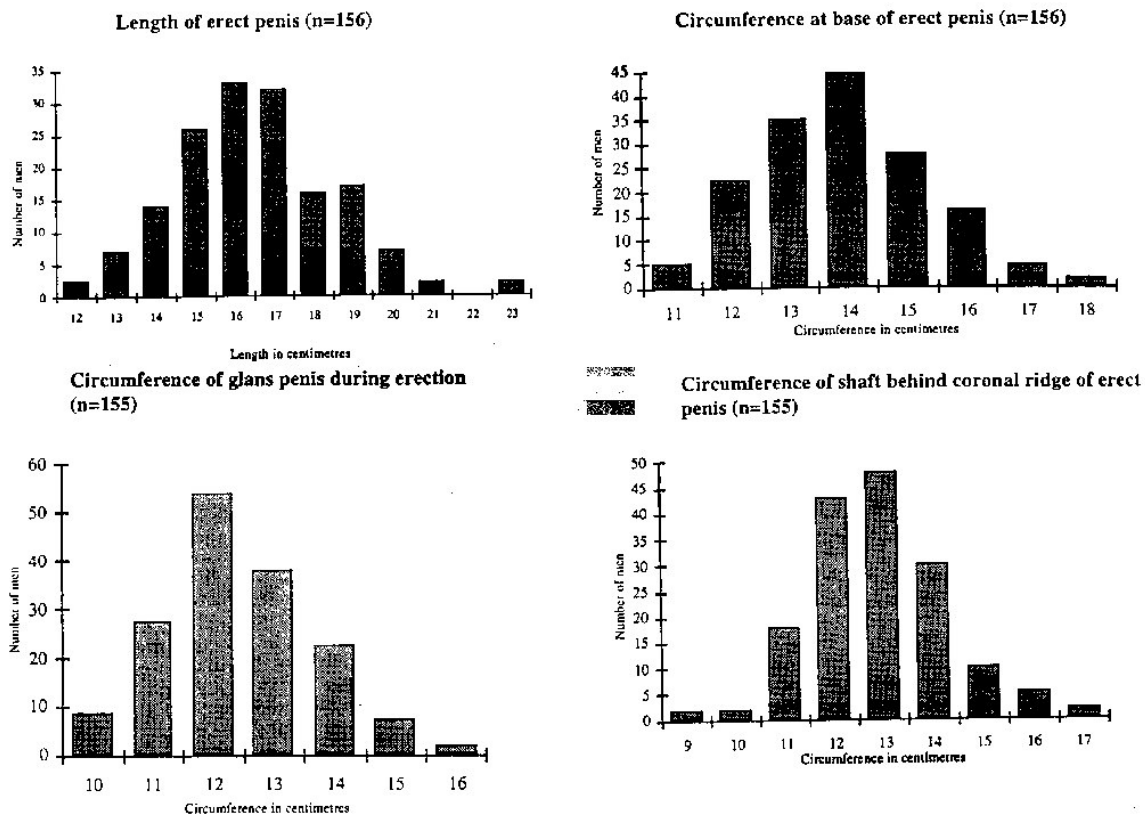 Length of erect penis (n=156)
35
30
25
20
15
10
5
0
Number of men
12 13 14 15 16 17 18 19 20 21 22 23
Length in centimetres
Circumference at base of erect penis (n=156)
45
40
35
30
25
20
15
10
5
0
Number of men
11 12 13 14 15 16 17 18
Circumference in centimetres
Circumference of glans penis during erection
(n=155)
60
50
40
30
20
10
0
Number of men
10 11 12 13 14 15 16
Circumference in centimetres
Circumference of shaft behind coronal ridge of erect
penis (n=155)
50
45
40
35
30
25
20
15
10
5
0
Number of men
9 10 11 12 13 14 15 16 17
Circumference in centimetres